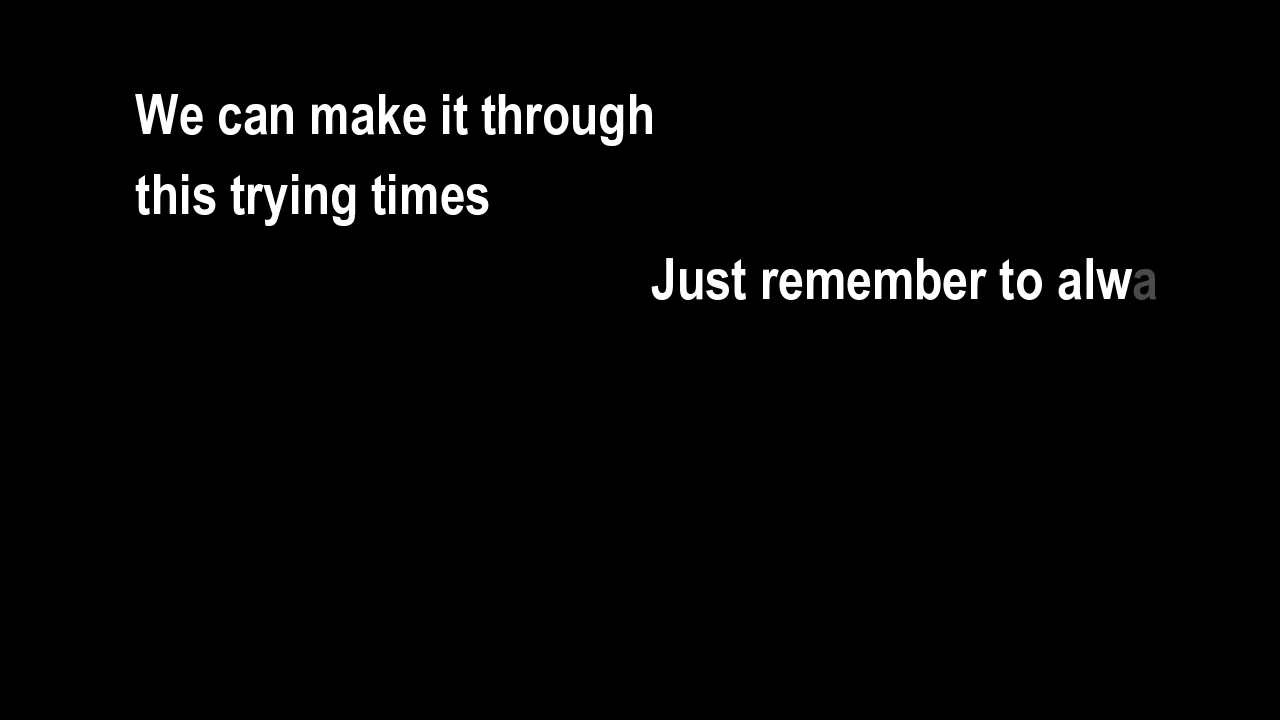 We can make it through
this trying times
Just remember to alwa